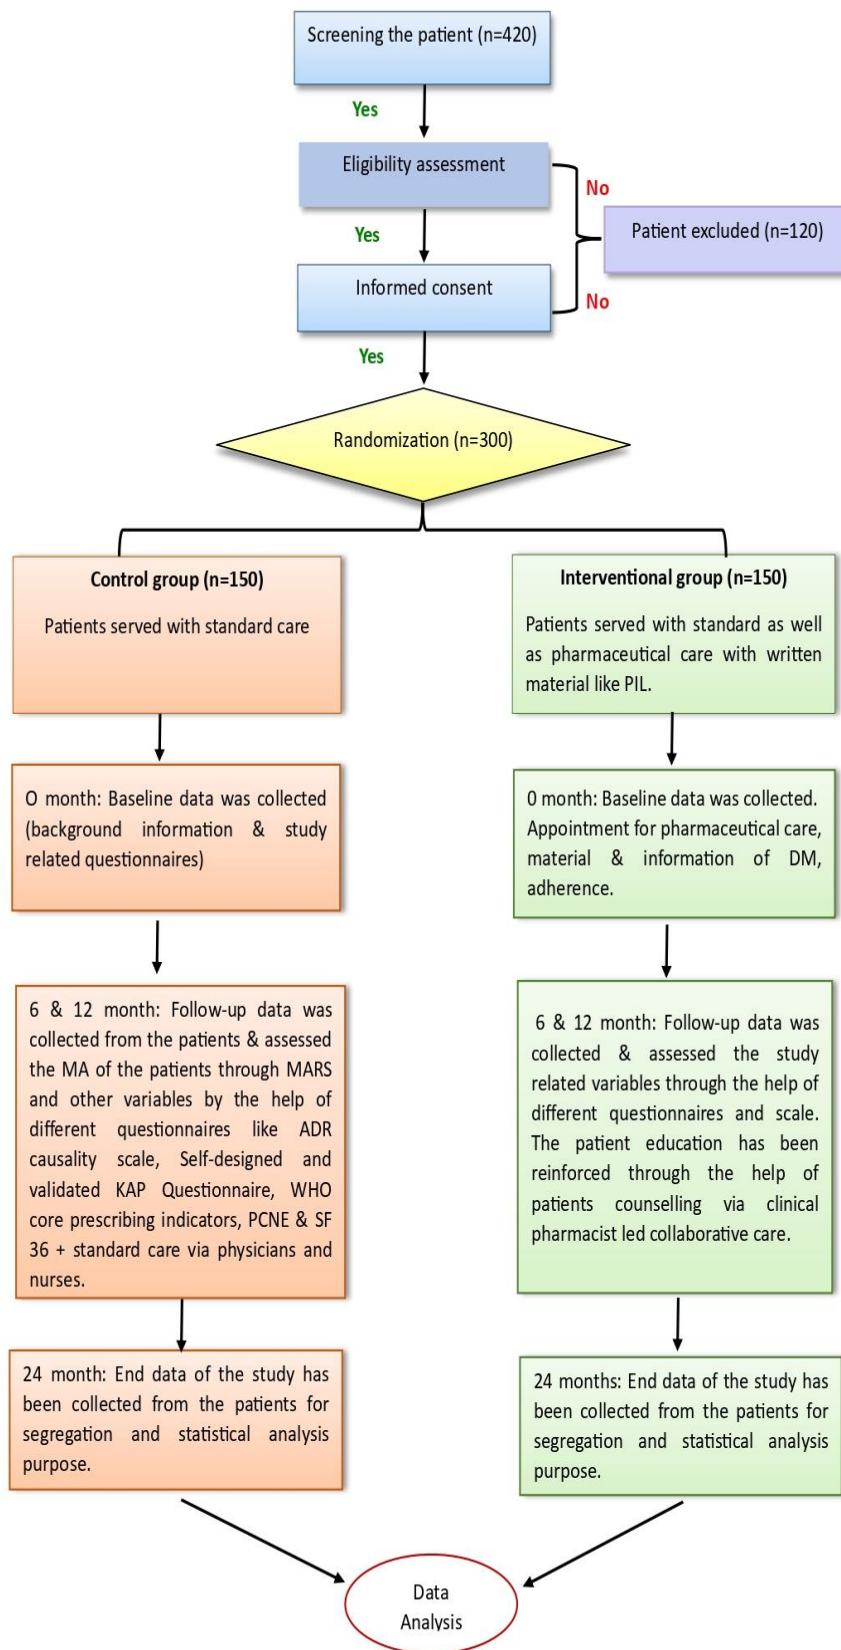 Screening the patient (n=420)
Yes
Eligibility assessment
No
Patient excluded (n=120)
Yes
Informed consent
No
Yes
Randomization (n=300)
Control group (n=150)
Patients served with standard care
Interventional group (n=150)
Patients served with standard as well
as pharmaceutical care with written
material like PIL.
O month: Baseline data was collected
(background information & study
related questionnaires)
0 month: Baseline data was collected.
Appointment for pharmaceutical care,
material & information of DM,
adherence.
6 & 12 month: Follow-up data was
collected from the patients & assessed
the MA of the patients through MARS
and other variables by the help of
different questionnaires like ADR
causality scale, Self-designed and
validated KAP Questionnaire, WHO
core prescribing indicators, PCNE & SF
36 + standard care via physicians and
nurses.
6 & 12 month: Follow-up data was
collected & assessed the study
related variables through the help of
different questionnaires and scale.
The patient education has been
reinforced through the help of
patients counselling via clinical
pharmacist led collaborative care.
24 month: End data of the study has
been collected from the patients for
segregation and statistical analysis
purpose.
24 months: End data of the study has
been collected from the patients for
segregation and statistical analysis
purpose.
Data
Analysis